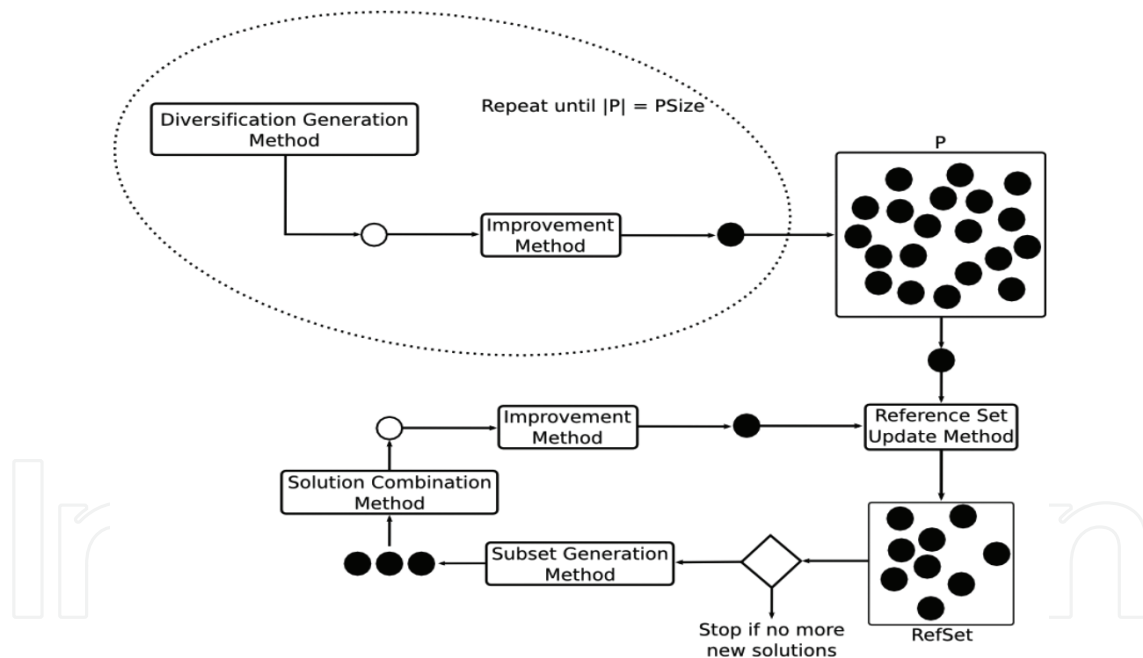 Repeat until |P| = PSize
Diversification Generation
Method
P
Improvement
Method
Improvement
Method
Reference Set
Update Method
Solution Combination
Method
Subset Generation
Method
Stop if no more
new solutions
RefSet